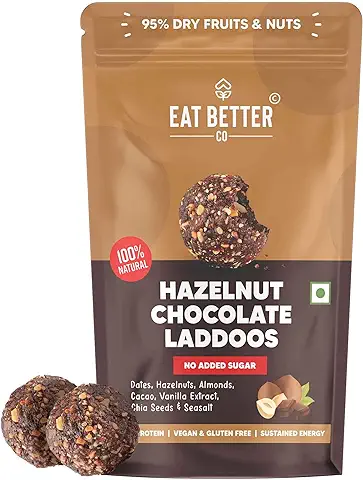 95% DRY FRUITS & NUTS
©
EAT BETTER
CO
100%
NATURAL
HAZELNUT
CHOCOLATE
LADDOOS
NO ADDED SUGAR
Dates, Hazelnuts, Almonds,
Cacao, Vanilla Extract,
Chia Seeds & Seasalt
PROTEIN | VEGAN & GLUTEN FREE | SUSTAINED ENERGY